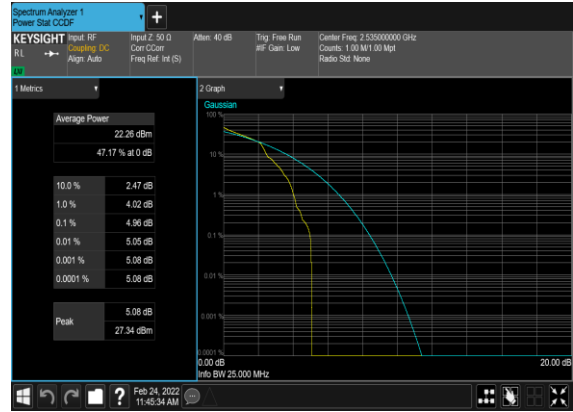 Spectrum Analyzer 1
Power Stat CCDF
KEYSIGHT
R L
LM
Input: RF
Coupling: DC
Align: Auto
Input Z: 50 Ω
Corr CCorr
Freq Ref: Int (S)
Atten: 40 dB
Trig: Free Run
#IF Gain: Low
Center Freq: 2.535000000 GHz
Counts: 1.00 M/1.00 Mpt
Radio Std: None
1 Metrics
Average Power
22.26 dBm
47.17 % at 0 dB
10.0 % 2.47 dB
1.0 % 4.02 dB
0.1 % 4.96 dB
0.01 % 5.05 dB
0.001 % 5.08 dB
0.0001 % 5.08 dB
Peak 5.08 dB
27.34 dBm
2 Graph
Gaussian
100 %
10 %
1 %
0.1 %
0.01 %
0.001 %
0.0001 %
0.00 dB
20.00 dB
Info BW 25.000 MHz
?
Feb 24, 2022
11:45:34 AM